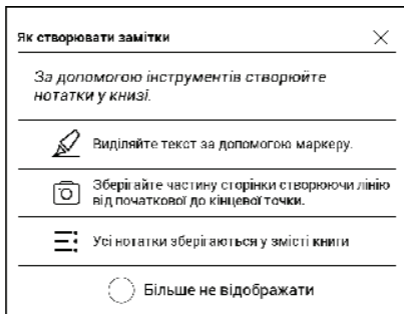 Як створювати замітки
За допомогою інструментів створюйте
нотатки у книзі.
Виділяйте текст за допомогою маркеру.
Зберігайте частину сторінки створюючи лінію
від початкової до кінцевої точки.
Усі нотатки зберігаються у змісті книги
Більше не відображати